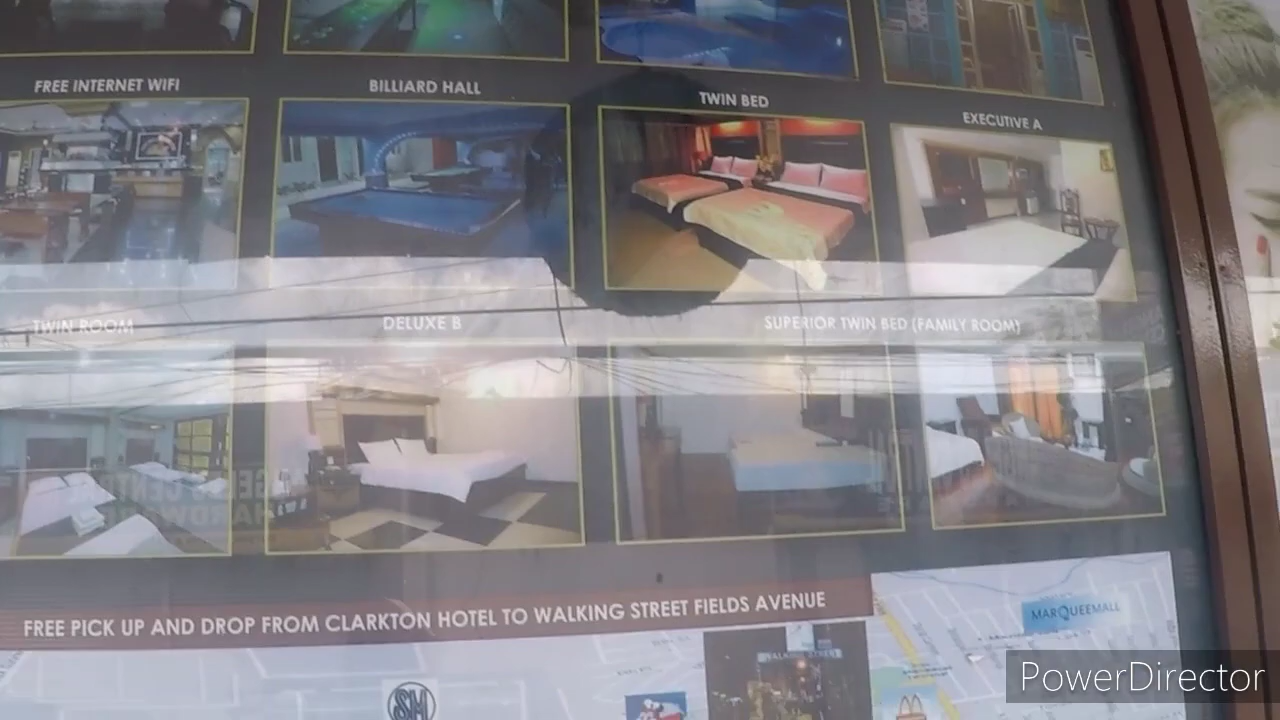 FREE INTERNET WIFI
BILLIARD HALL
TWIN BED
EXECUTIVE A
TWIN ROOM
DELUXE B
SUPERIOR TWIN BED (FAMILY ROOM)
FREE PICK UP AND DROP FROM CLARKTON HOTEL TO WALKING STREET FIELDS AVENUE
MARQUEEMALL
SM
PowerDirector